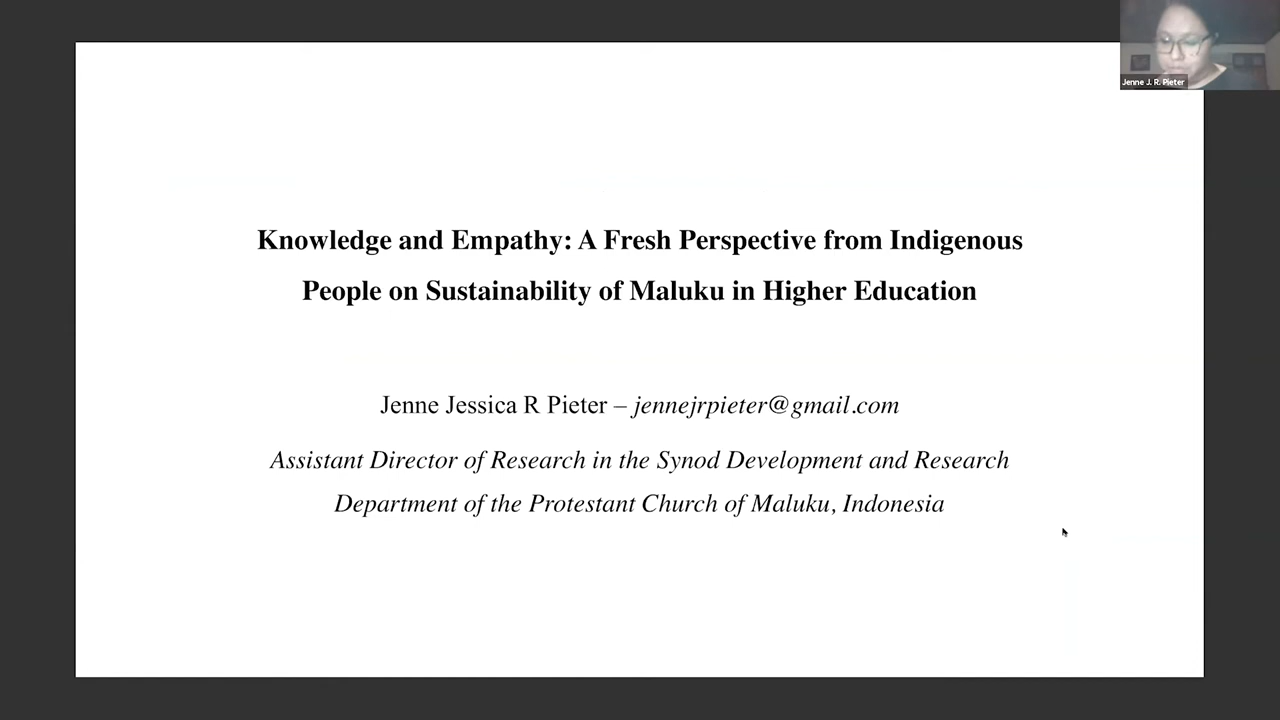 Jenne J. R. Pieter
Knowledge and Empathy: A Fresh Perspective from Indigenous
People on Sustainability of Maluku in Higher Education
Jenne Jessica R Pieter – jennejrpieter@gmail.com
Assistant Director of Research in the Synod Development and Research
Department of the Protestant Church of Maluku, Indonesia